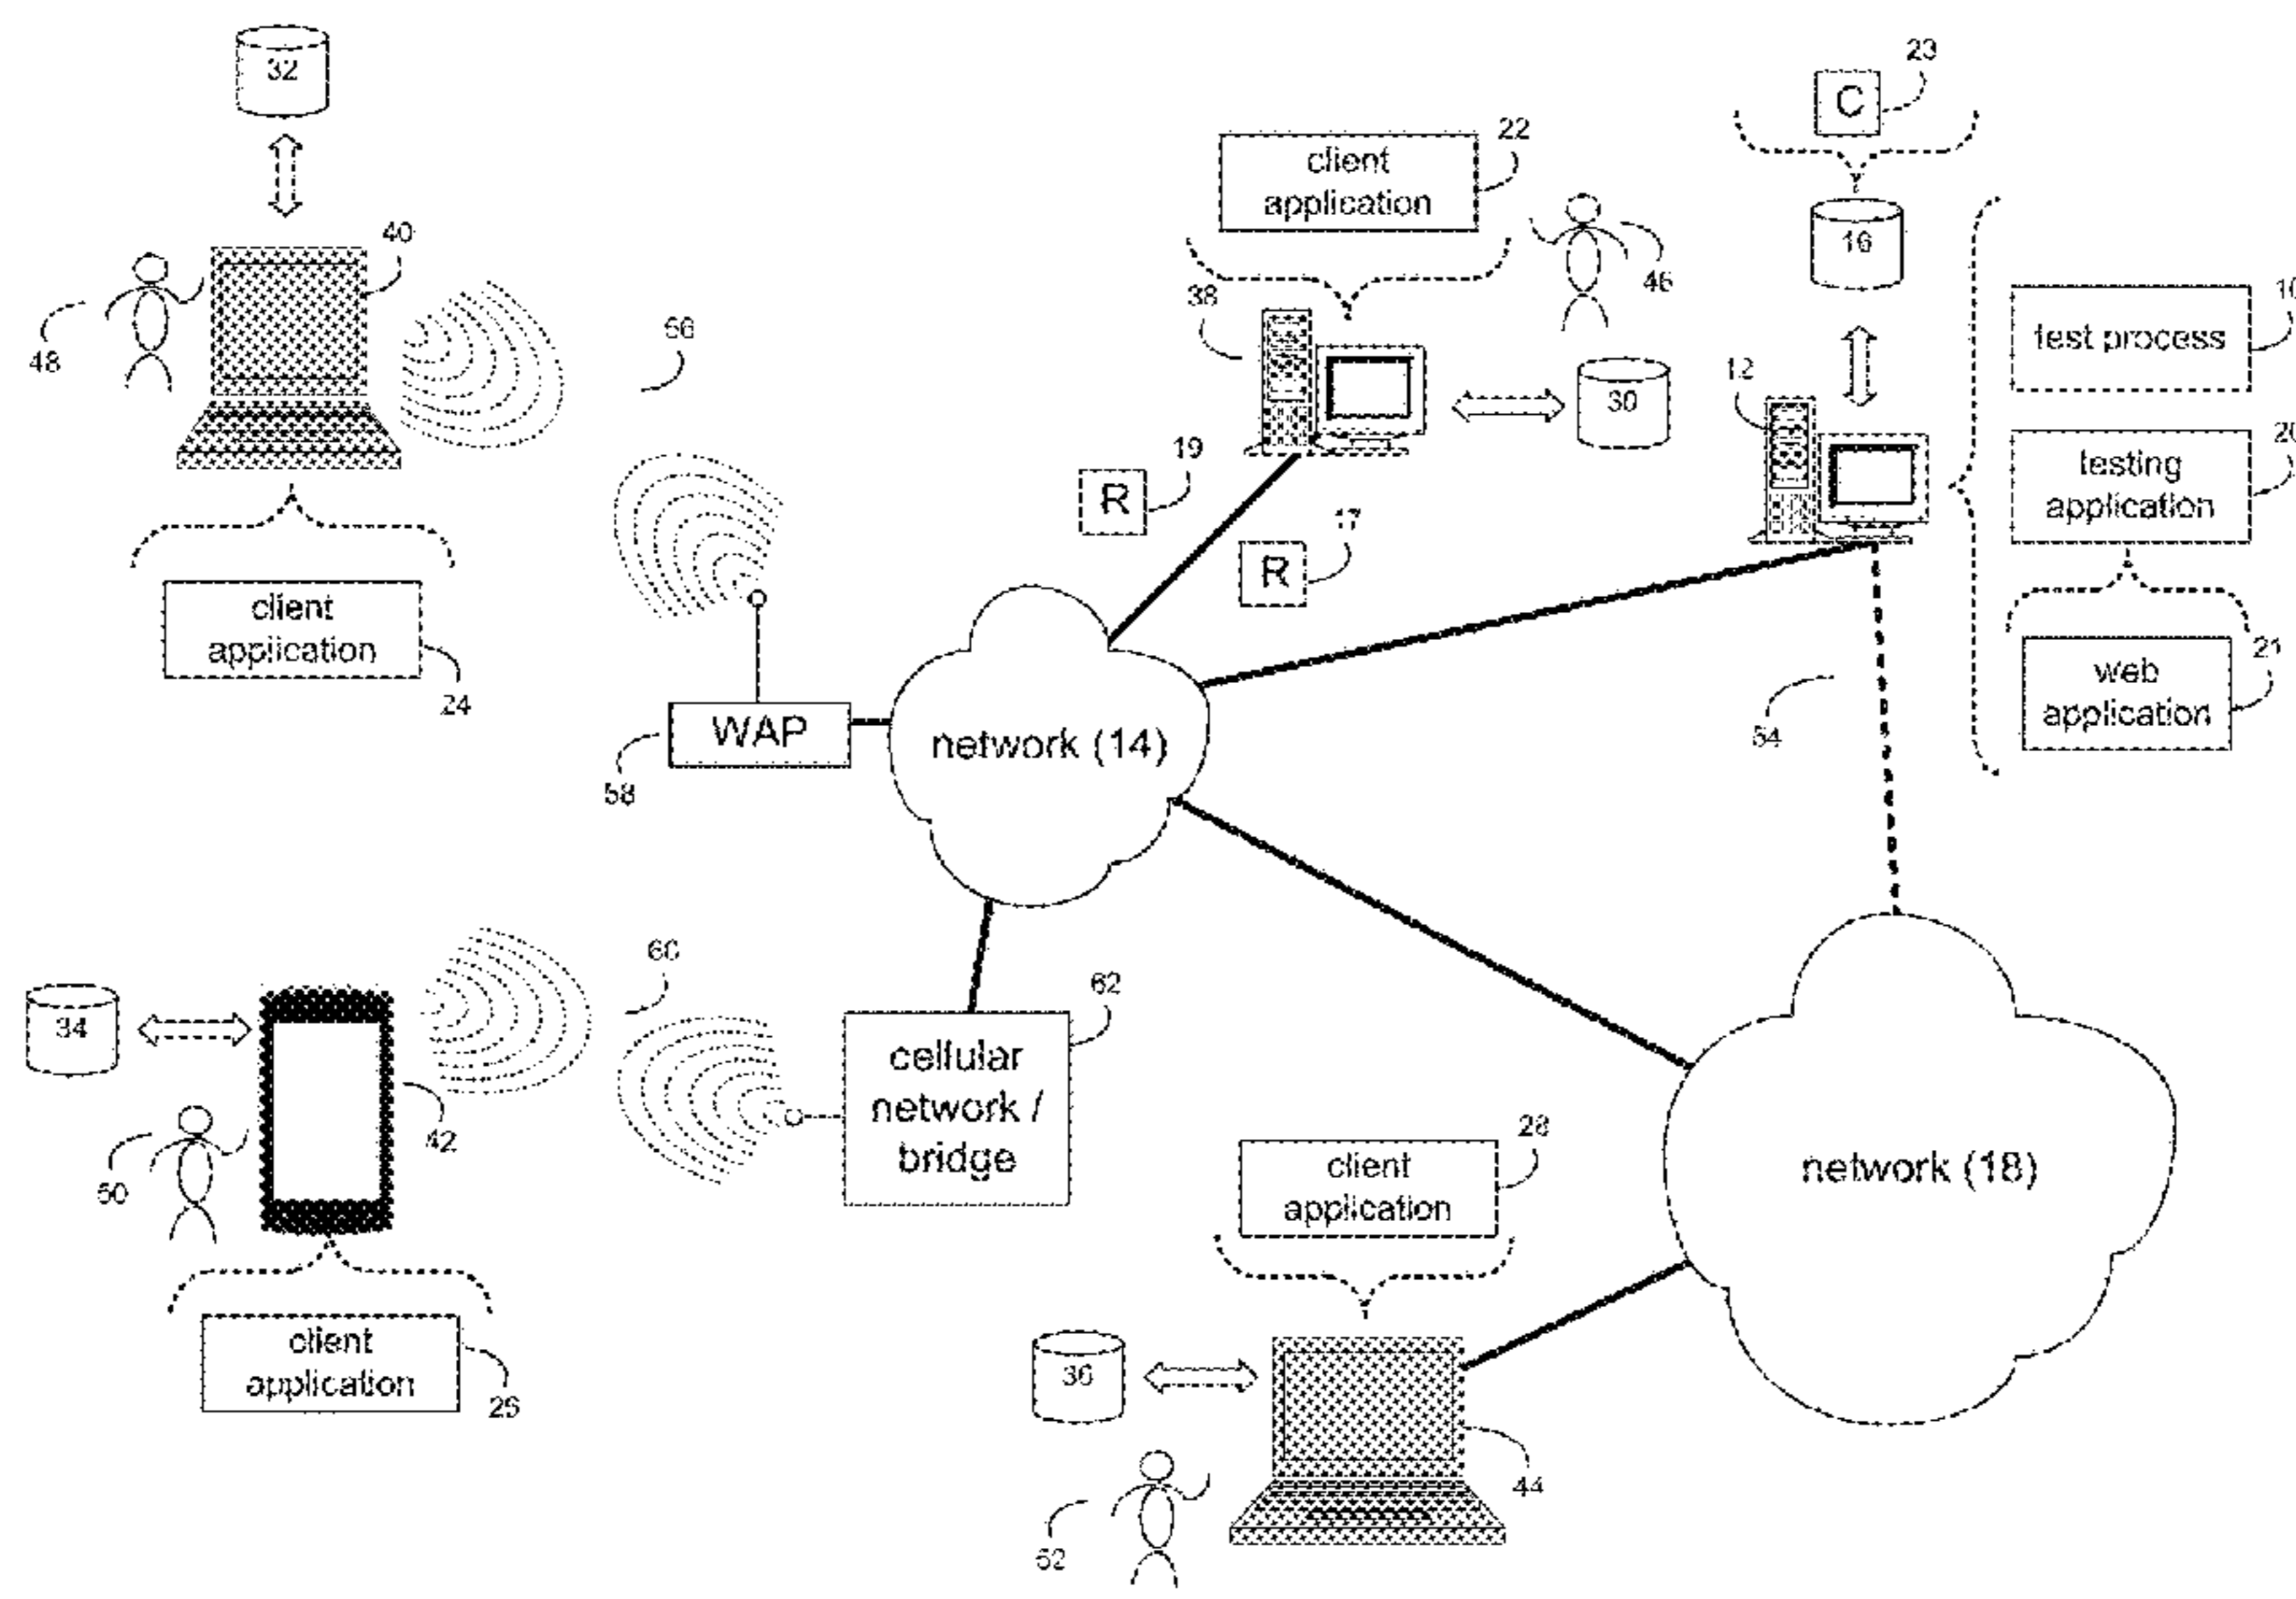 32
40
48
56
client
application
24
WAP
58
22
client
application
46
38
30
R
19
R
17
23
C
16
12
10
test process
20
testing
application
21
web
application
54
network (14)
34
60
62
cellular
network /
bridge
42
50
client
application
26
28
client
application
network (18)
36
44
52